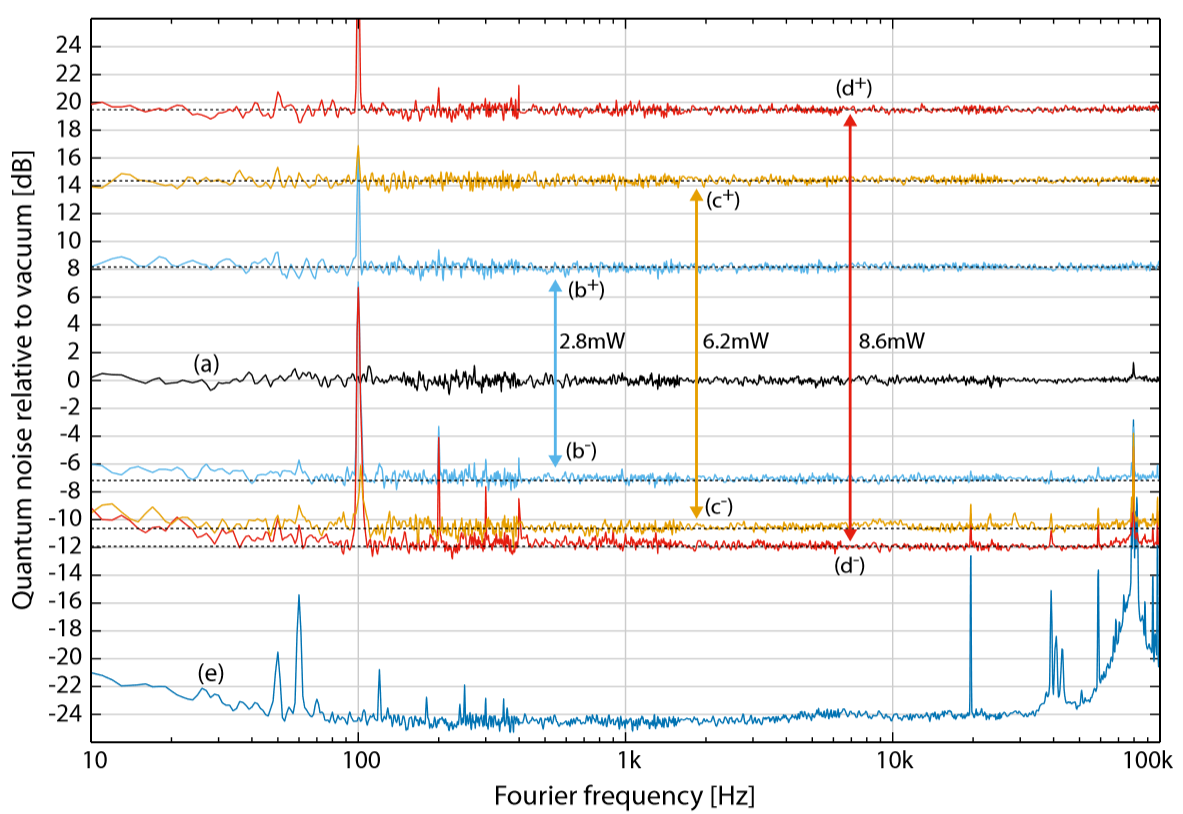 Quantum noise relative to vacuum [dB]
24
22
20
18
16
14
12
10
8
6
4
2
0
-2
-4
-6
-8
-10
-12
-14
-16
-18
-20
-22
-24
(d⁺)
(c⁺)
(b⁺)
2.8mW
6.2mW
8.6mW
(a)
(b⁻)
(c⁻)
(d⁻)
(e)
10
100
1k
10k
100k
Fourier frequency [Hz]